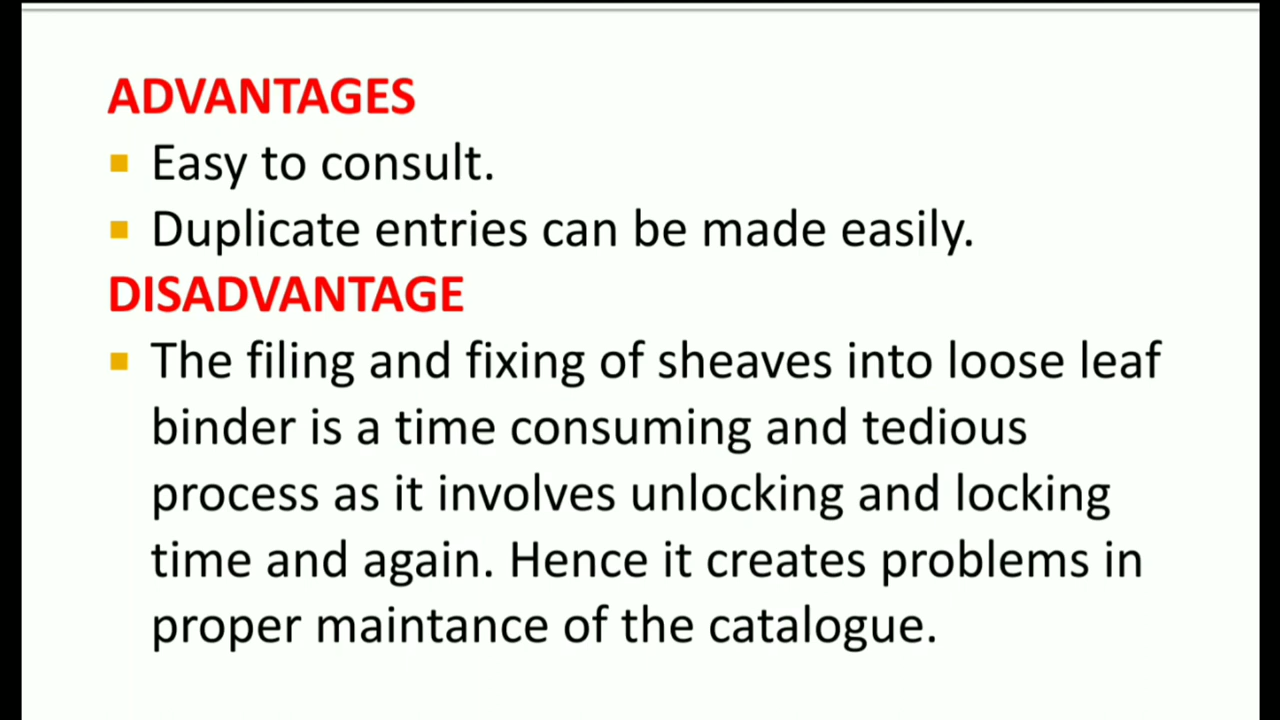 ADVANTAGES
Easy to consult.
Duplicate entries can be made easily.
DISADVANTAGE
The filing and fixing of sheaves into loose leaf
binder is a time consuming and tedious
process as it involves unlocking and locking
time and again. Hence it creates problems in
proper maintance of the catalogue.